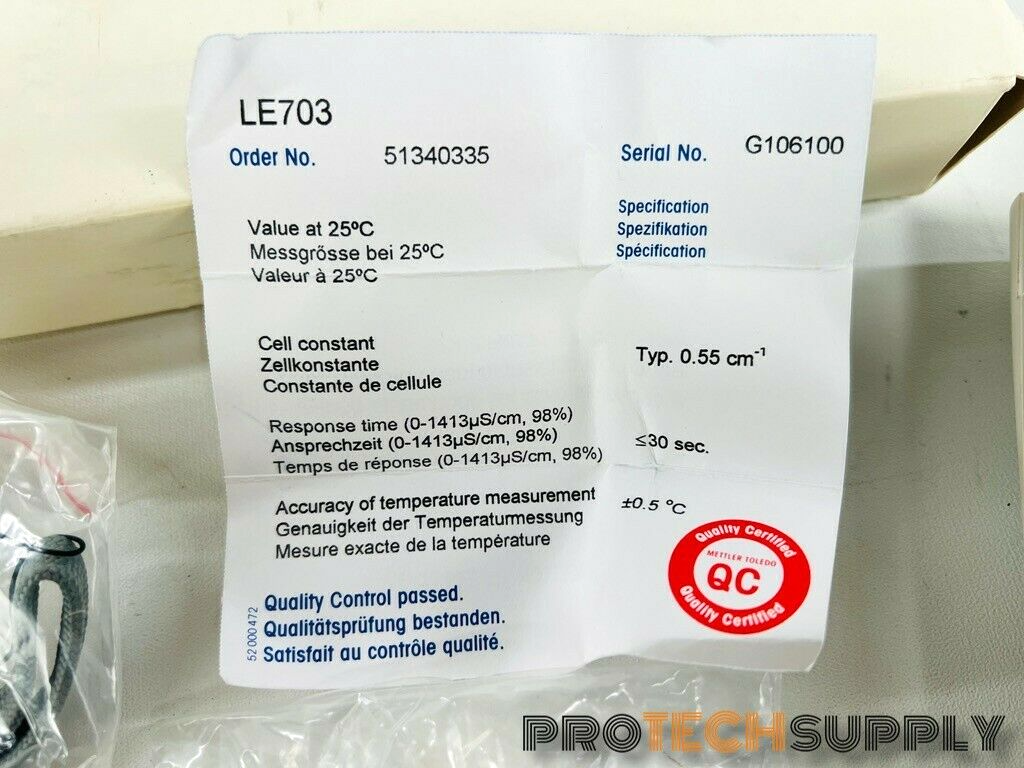 LE703
Order No. 51340335 Serial No. G106100
Value at 25ºC
Messgrösse bei 25ºC
Valeur à 25ºC
Specification
Spezifikation
Spécification
Cell constant
Zellkonstante
Constante de cellule
Typ. 0.55 cm⁻¹
Response time (0-1413µS/cm, 98%)
Ansprechzeit (0-1413µS/cm, 98%)
Temps de réponse (0-1413µS/cm, 98%)
≤30 sec.
Accuracy of temperature measurement
Genauigkeit der Temperaturmessung
Mesure exacte de la température
±0.5 ºC
Quality Certified
METTLER TOLEDO
QC
Quality Certified
52000472
Quality Control passed.
Qualitätsprüfung bestanden.
Satisfait au contrôle qualité.
PROTECHSUPPLY